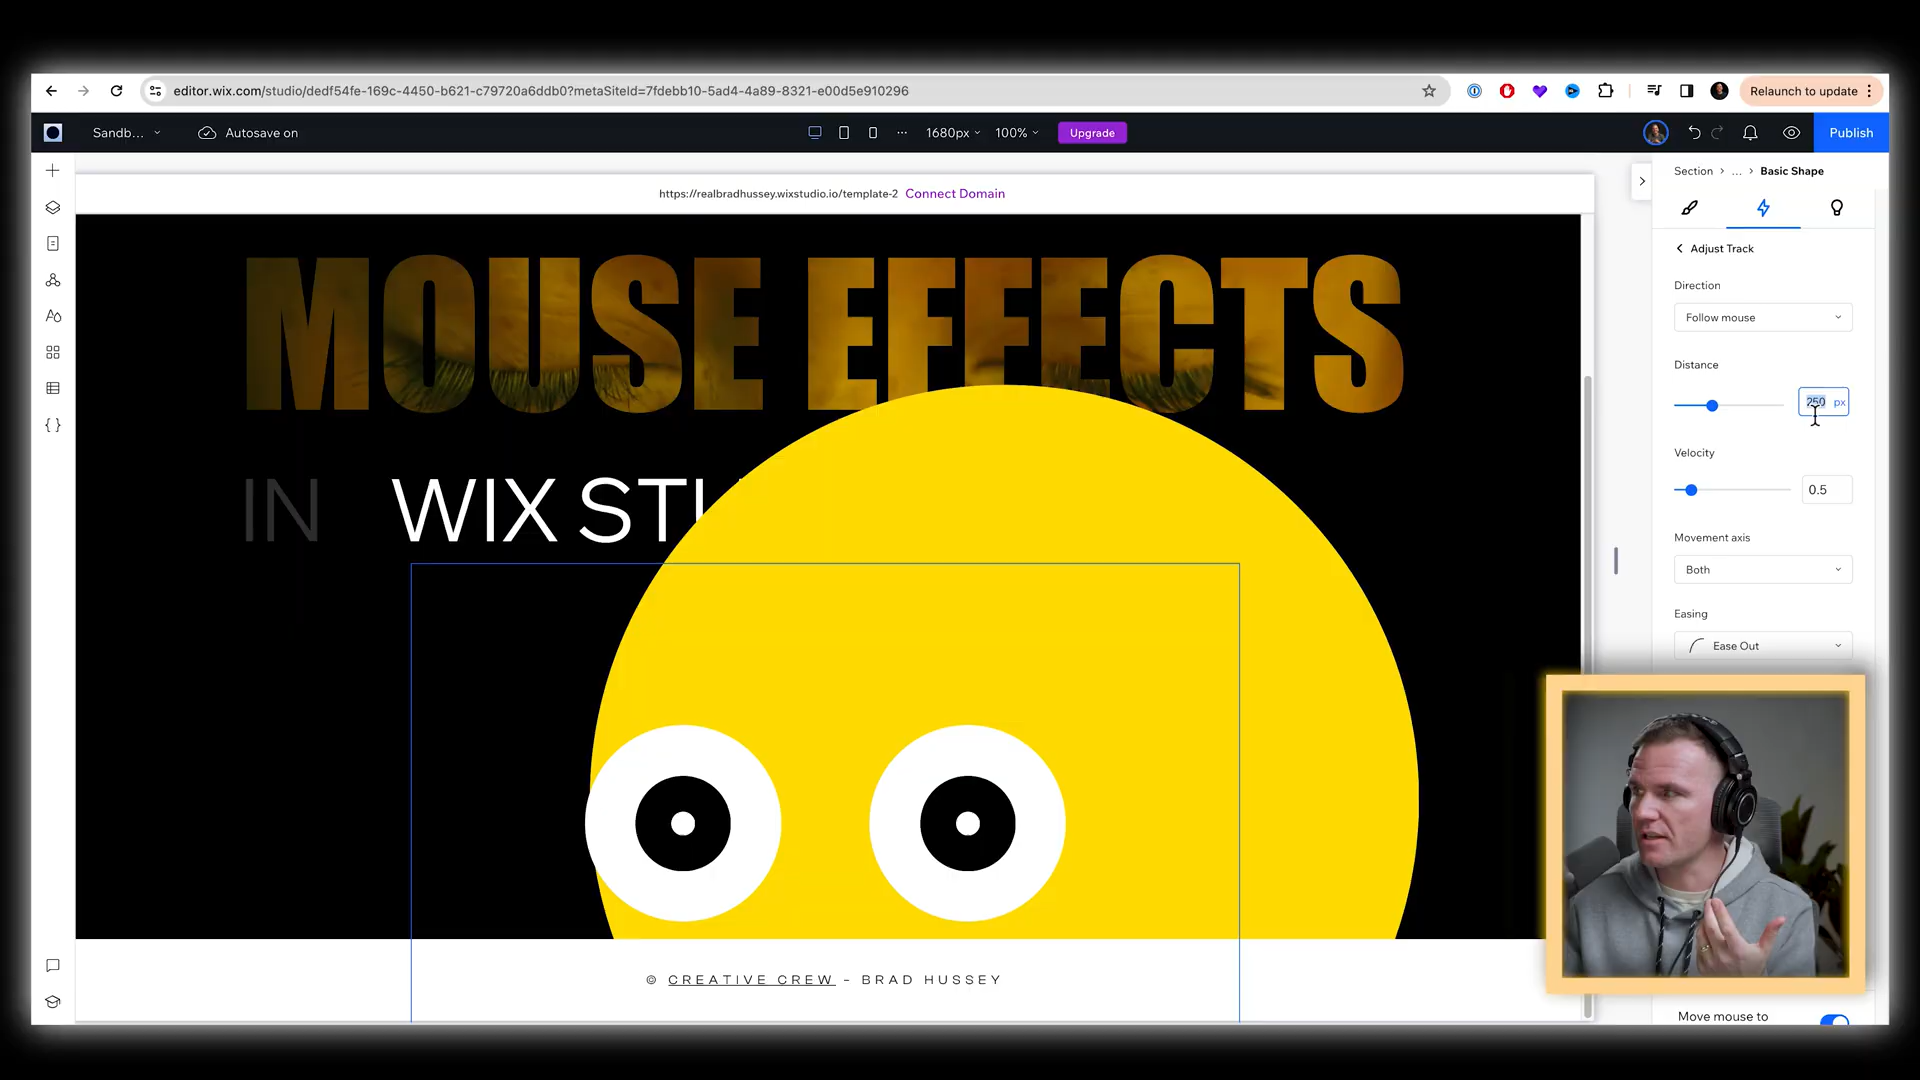 editor.wix.com/studio/dedf54fe-169c-4450-b621-c79720a6ddb0?metaSiteId=7fdebb10-5ad4-4a89-8321-e00d5e910296
Relaunch to update
Sandb...
Autosave on
1680px
100%
Upgrade
Publish
https://realbradhussey.wixstudio.io/template-2 Connect Domain
Section > ... > Basic Shape
Adjust Track
Direction
Follow mouse
Distance
250 px
Velocity
0.5
Movement axis
Both
Easing
Ease Out
Move mouse to
MOUSE EFFECTS
IN WIX STU
© CREATIVE CREW - BRAD HUSSEY